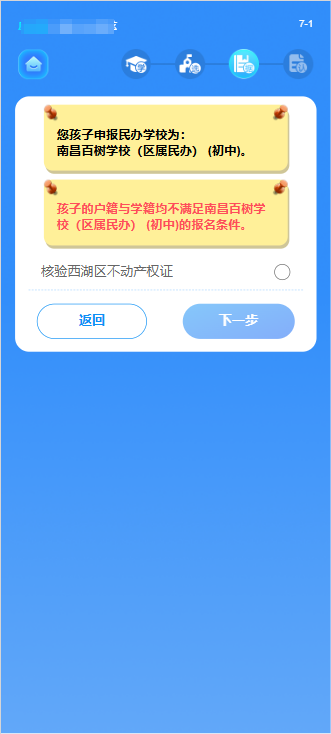 7-1
您孩子申报民办学校为：
南昌百树学校（区属民办）（初中)。
孩子的户籍与学籍均不满足南昌百树学
校（区属民办）（初中)的报名条件。
核验西湖区不动产权证
返回
下一步